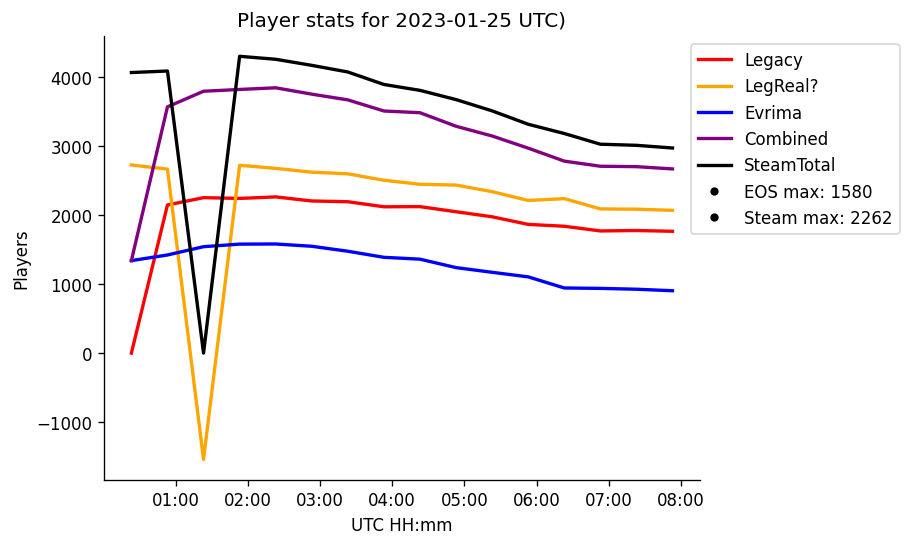 Player stats for 2023-01-25 UTC)
Legacy
LegReal?
Evrima
Combined
SteamTotal
EOS max: 1580
Steam max: 2262
Players
4000
3000
2000
1000
0
−1000
01:00 02:00 03:00 04:00 05:00 06:00 07:00 08:00
UTC HH:mm